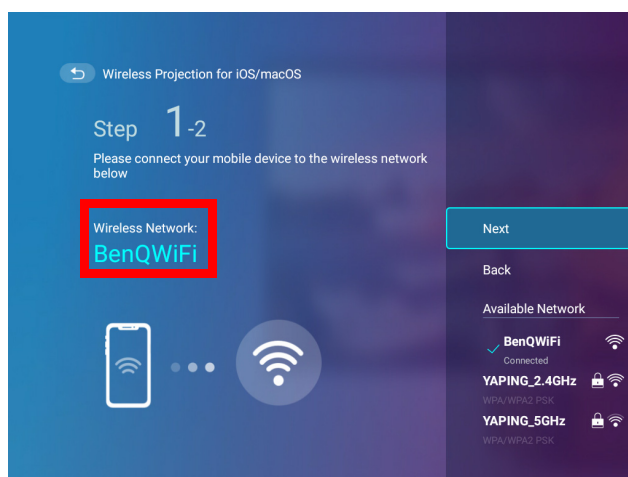 Wireless Projection for iOS/macOS
Step 1-2
Please connect your mobile device to the wireless network
below
Wireless Network:
BenQWiFi
Next
Back
Available Network
BenQWiFi
Connected
YAPING_2.4GHz
WPA/WPA2 PSK
YAPING_5GHz
WPA/WPA2 PSK